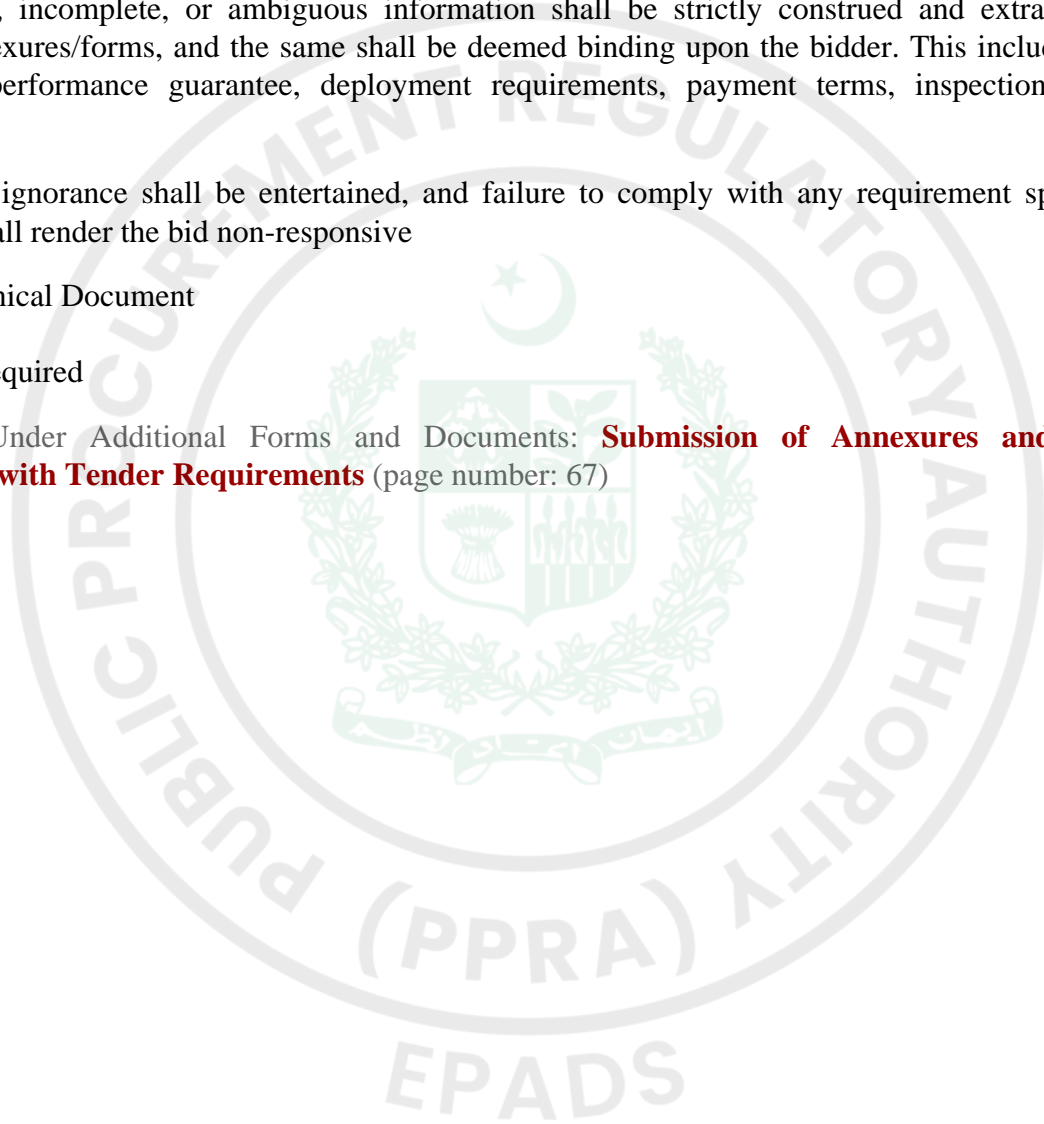 , incomplete, or ambiguous information shall be strictly construed and extra
exures/forms, and the same shall be deemed binding upon the bidder. This includ
performance guarantee, deployment requirements, payment terms, inspection
ignorance shall be entertained, and failure to comply with any requirement sp
all render the bid non-responsive
nical Document
equired
Under Additional Forms and Documents: Submission of Annexures and
with Tender Requirements (page number: 67)
PUBLIC PROCUREMENT REGULATORY AUTHORITY
(PPRA)
EPADS